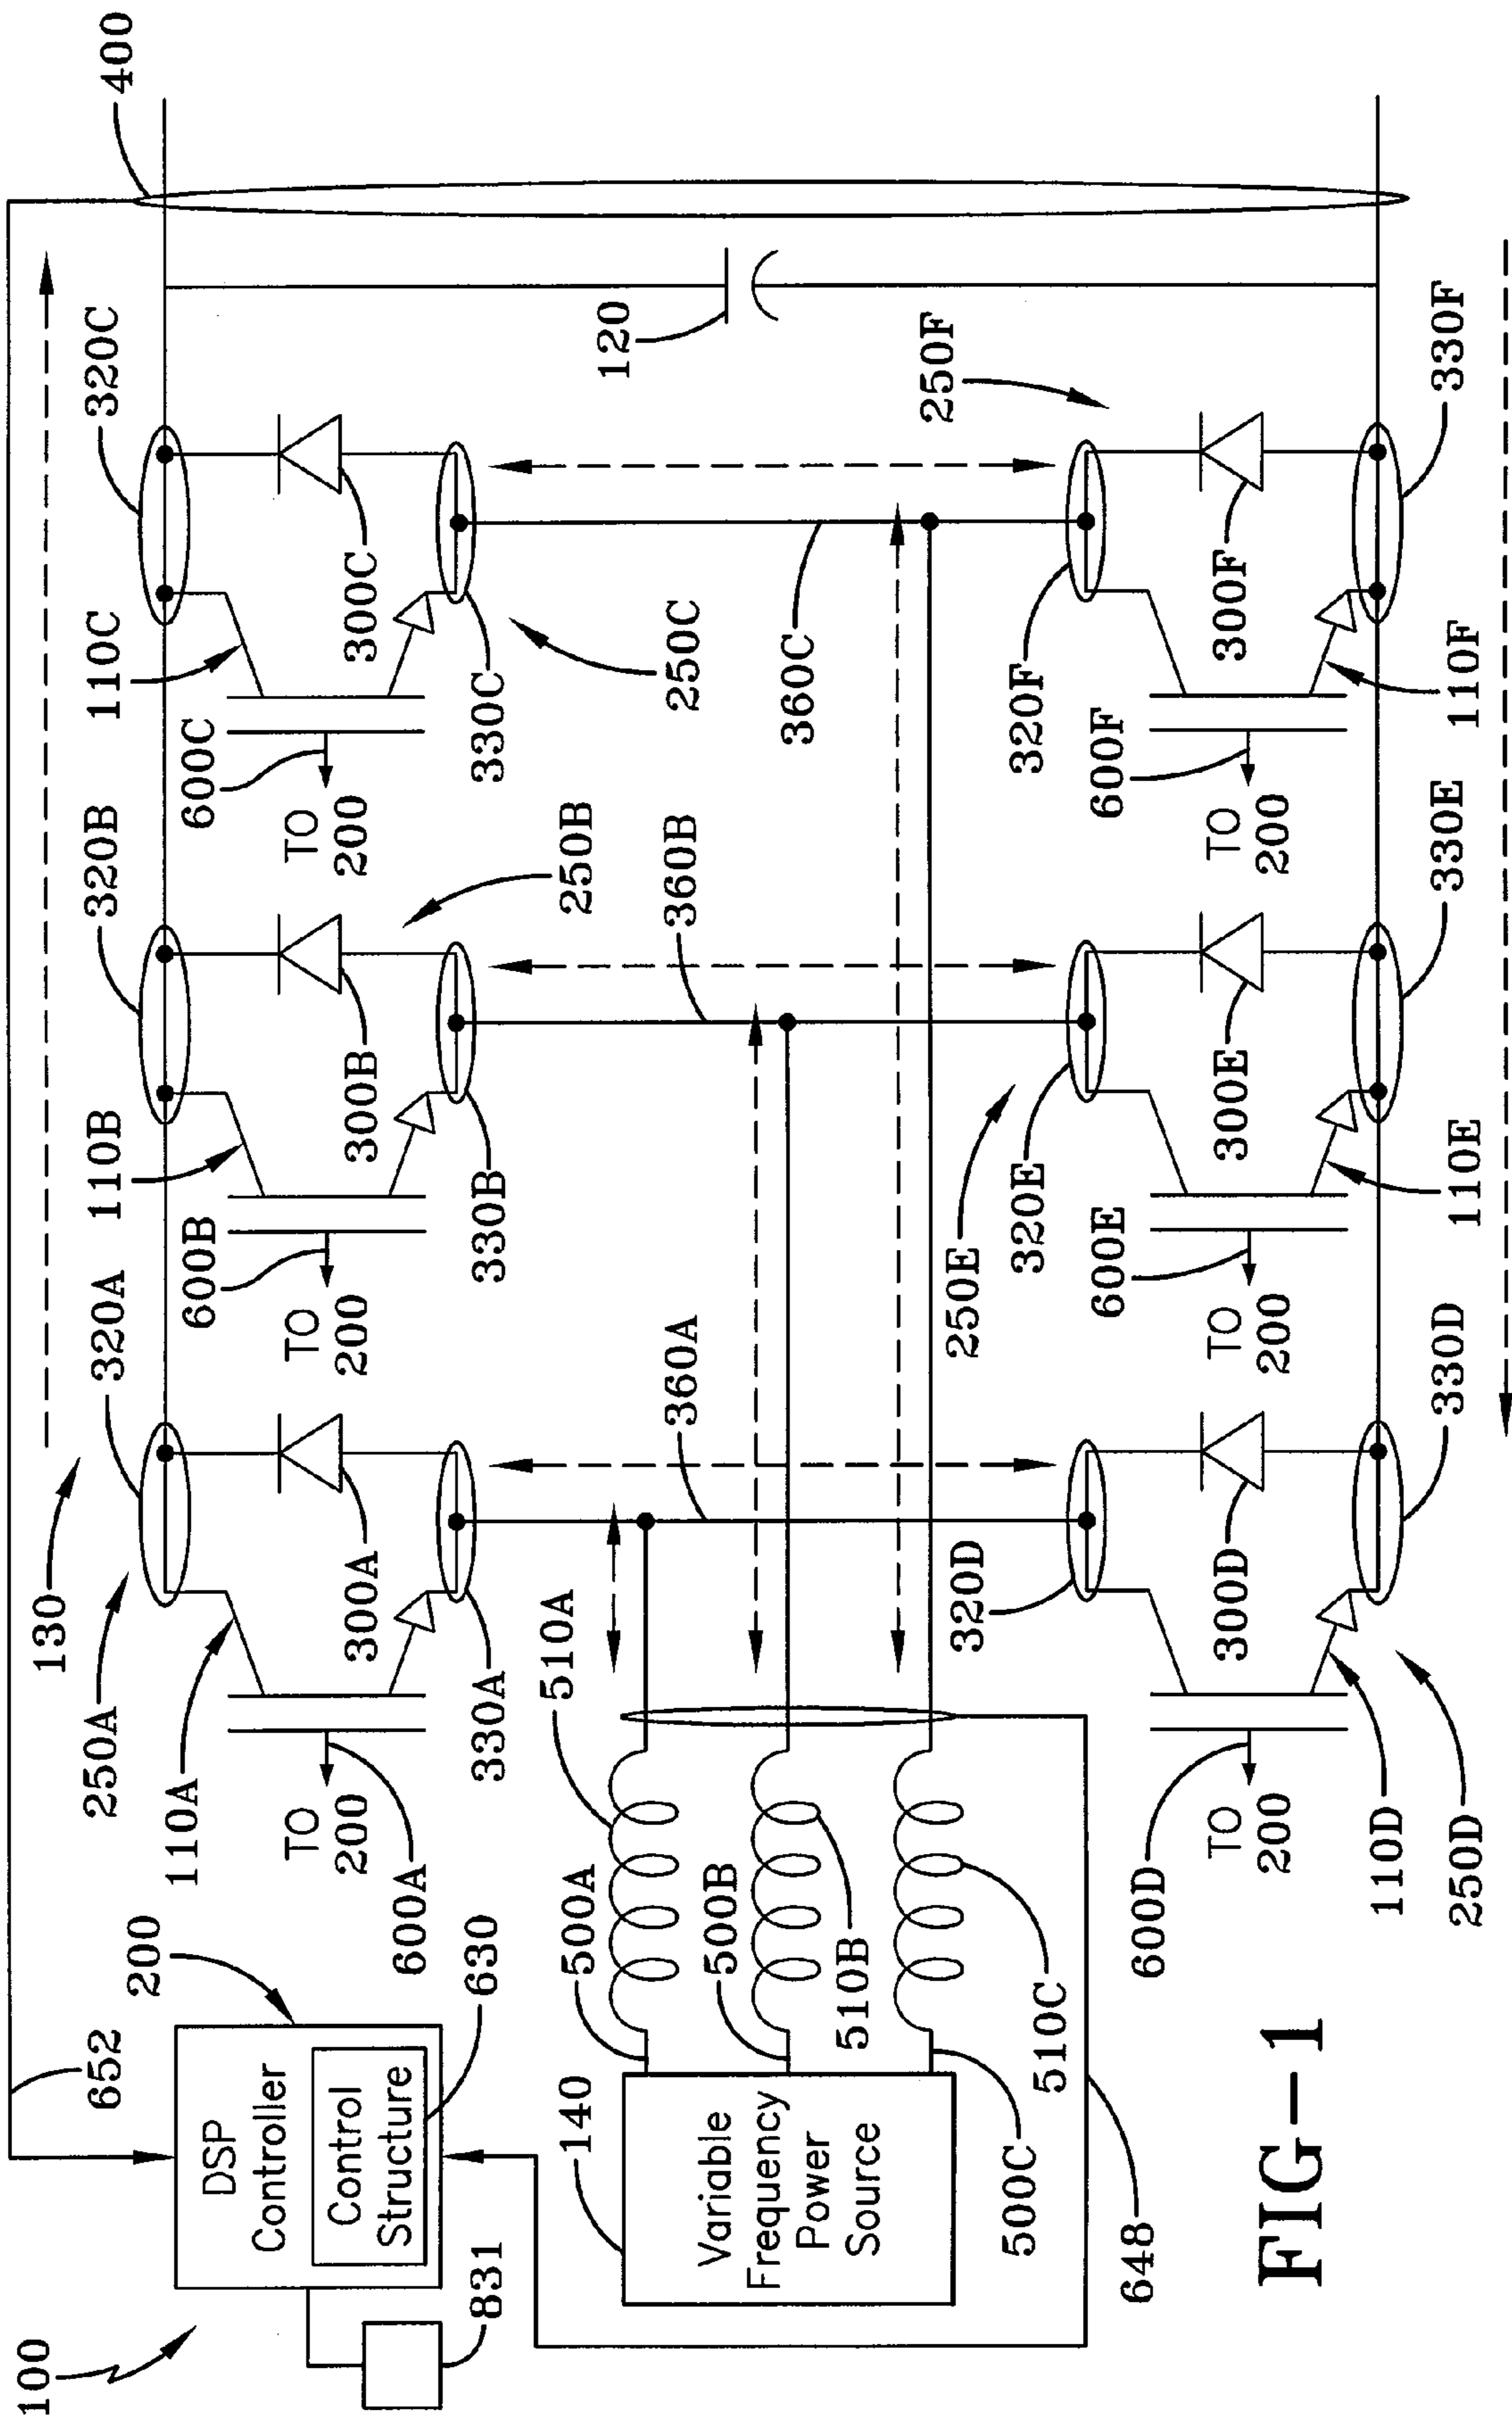 100
652
200
DSP
Controller
Control
Structure
630
831
130
250A
320A
110A
300A
330A
600A
TO
200
320B
110B
300B
330B
600B
TO
200
250B
320C
110C
300C
330C
600C
TO
200
250C
400
120
140
Variable
Frequency
Power
Source
500A
510A
500B
510B
500C
510C
648
360A
360B
360C
320D
300D
330D
600D
TO
200
110D
250D
250E
320E
300E
330E
600E
TO
200
110E
250F
320F
300F
330F
600F
TO
200
110F
FIG-1